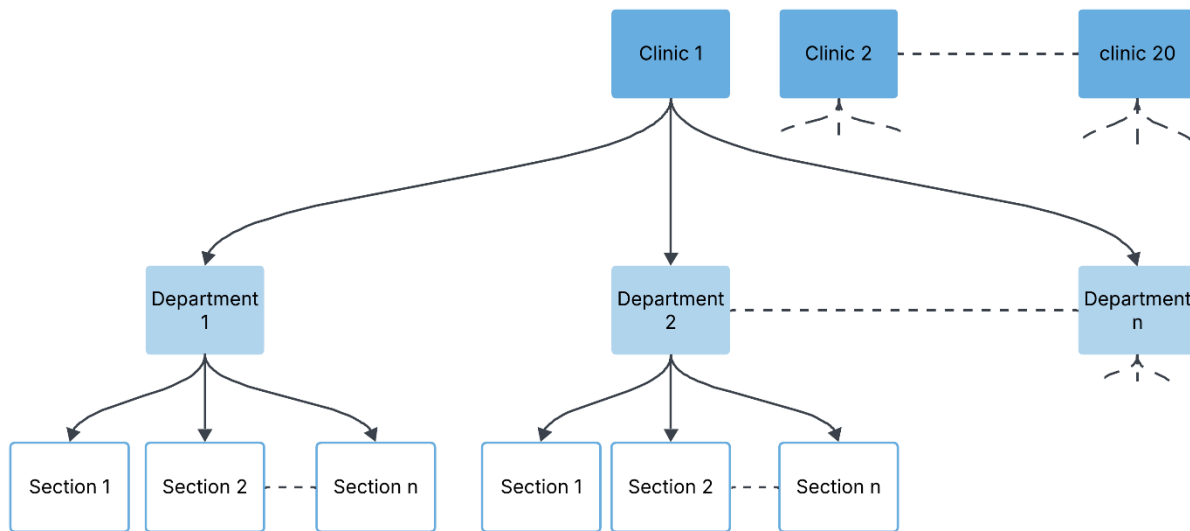 Clinic 1
Clinic 2
clinic 20
Department
1
Department
2
Department
n
Section 1
Section 2
Section n
Section 1
Section 2
Section n